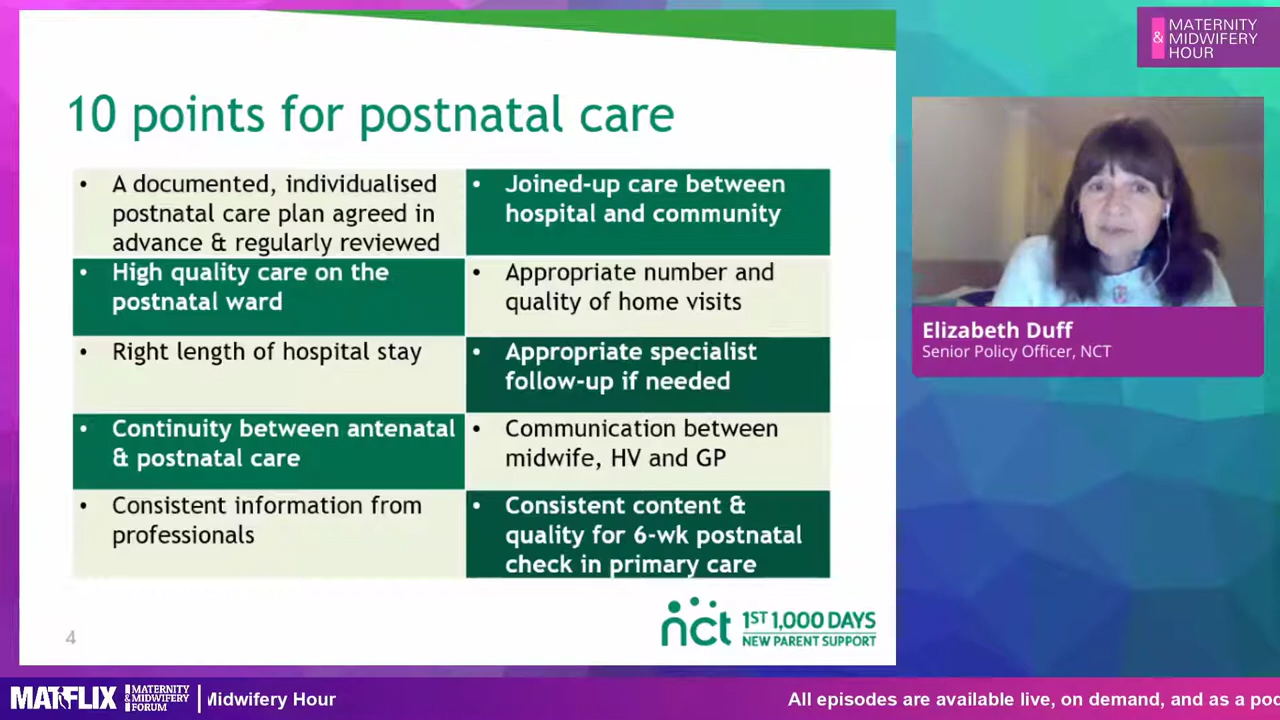 10 points for postnatal care
• A documented, individualised
postnatal care plan agreed in
advance & regularly reviewed
• Joined-up care between
hospital and community
• High quality care on the
postnatal ward
• Appropriate number and
quality of home visits
• Right length of hospital stay
• Appropriate specialist
follow-up if needed
• Continuity between antenatal
& postnatal care
• Communication between
midwife, HV and GP
• Consistent information from
professionals
• Consistent content &
quality for 6-wk postnatal
check in primary care
4
nct 1ST 1,000 DAYS
NEW PARENT SUPPORT
MATERNITY
& MIDWIFERY
HOUR
Elizabeth Duff
Senior Policy Officer, NCT
MATFLIX
MATERNITY
& MIDWIFERY
FORUM
Midwifery Hour
All episodes are available live, on demand, and as a poc